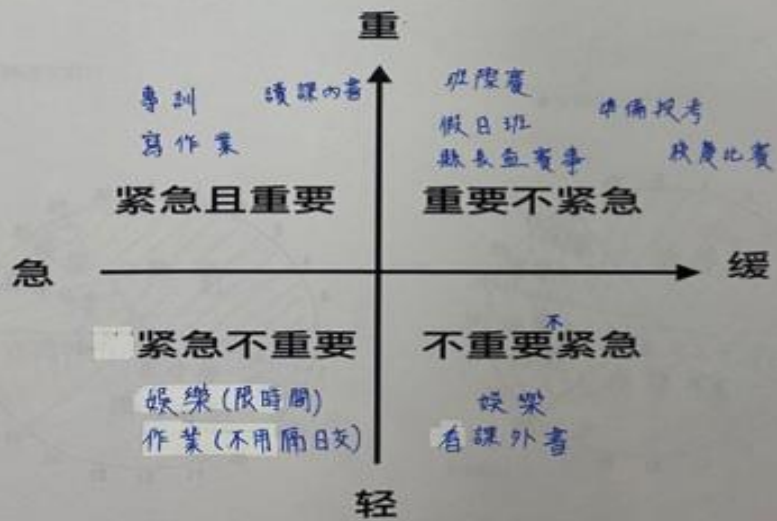 重
專訓 讀課內書
寫作業
緊急且重要
班際賽
假日班 準備段考
縣長盃賽事 校慶比賽
重要不紧急
急
缓
紧急不重要
娛樂(限時間)
作業(不用隔日交)
不
不重要紧急
娛樂
看課外書
轻